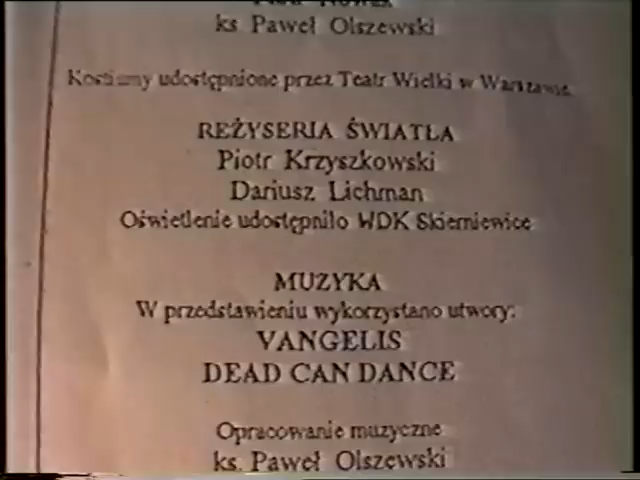 ks Paweł Olszewski
Kostiumy udostępnione przez Teatr Wielki w Warszawie
REŻYSERIA ŚWIATŁA
Piotr Krzyszkowski
Dariusz Lichman
Oświetlenie udostępniło WDK Skierniewice
MUZYKA
W przedstawieniu wykorzystano utwory:
VANGELIS
DEAD CAN DANCE
Opracowanie muzyczne
ks. Paweł Olszewski